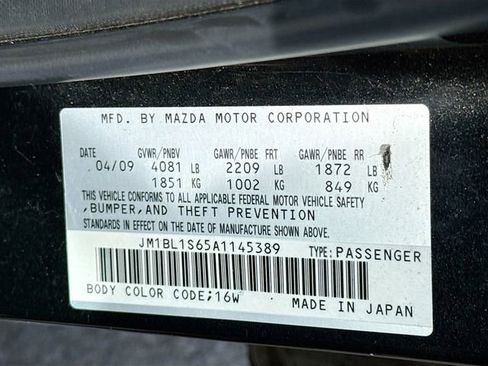 MFD. BY MAZDA MOTOR CORPORATION
GVWR/PNBV GAWR/PNBE FRT GAWR/PNBE RR
04/09 4081 LB 2209 LB 1872 LB
1851 KG 1002 KG 849 KG
THIS VEHICLE CONFORMS TO ALL APPLICABLE FEDERAL MOTOR VEHICLE SAFETY
,BUMPER,AND THEFT PREVENTION
STANDARDS IN EFFECT ON THE DATE OF MANUFACTURE SHOWN ABOVE.
JM1BL1S65A1145389 TYPE:PASSENGER
BODY COLOR CODE;16W MADE IN JAPAN